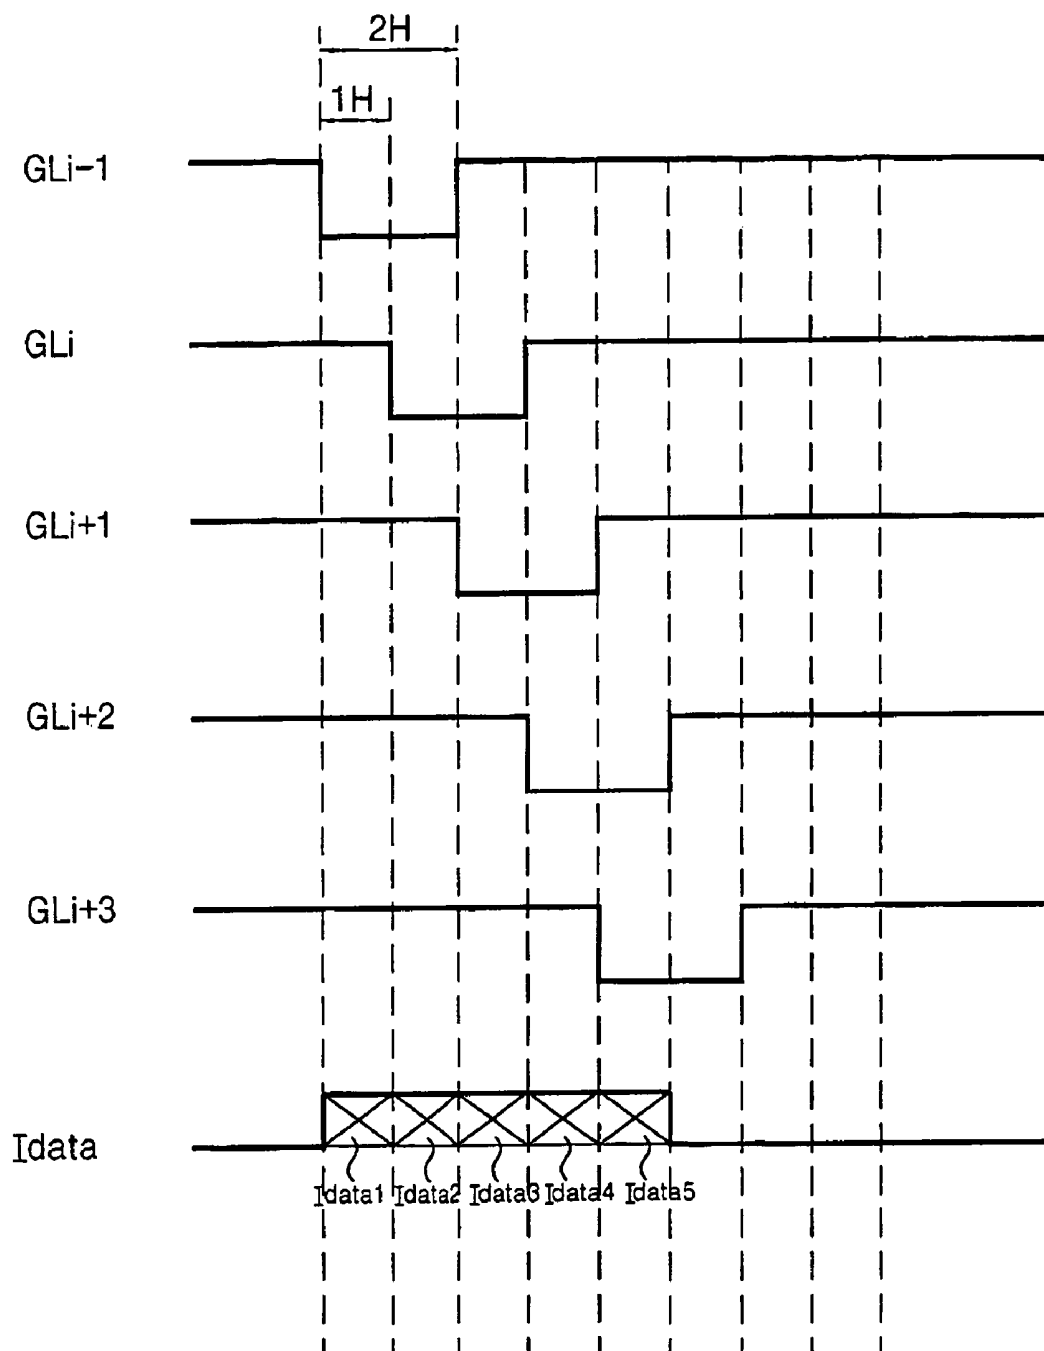 2H
1H
GLi-1
GLi
GLi+1
GLi+2
GLi+3
Idata
Idata1 Idata2 Idata3 Idata4 Idata5